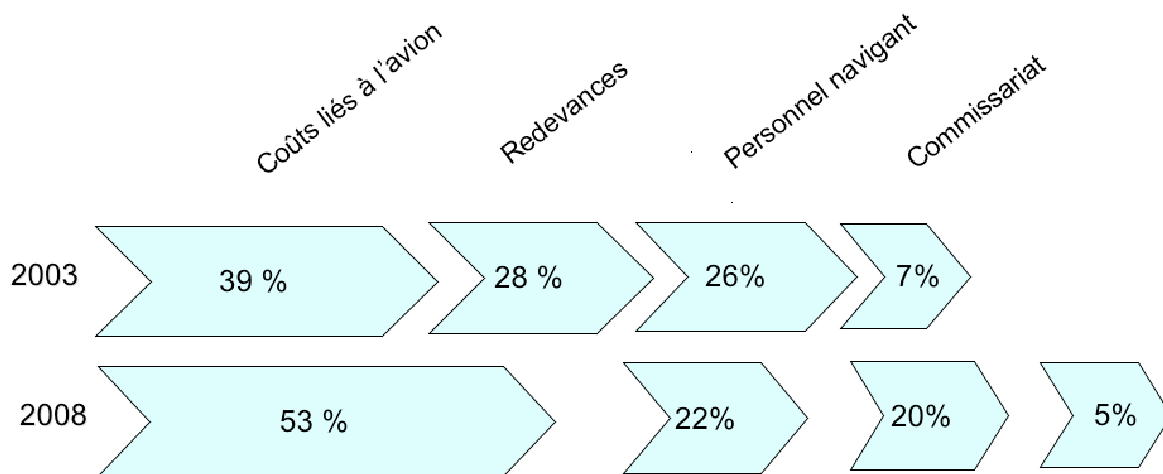 Coûts liés à l'avion
Redevances
Personnel navigant
Commissariat
2003
39 %
28 %
26%
7%
2008
53 %
22%
20%
5%